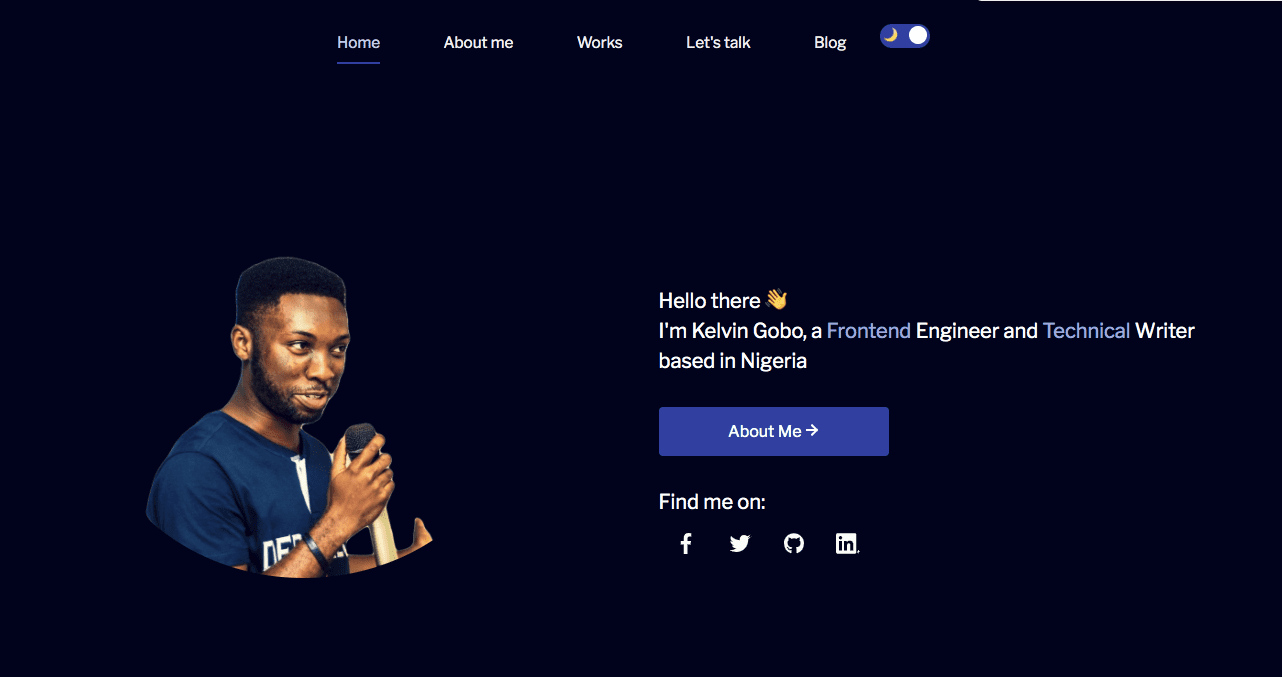 Home About me Works Let's talk Blog
Hello there 👋
I'm Kelvin Gobo, a Frontend Engineer and Technical Writer
based in Nigeria
About Me →
Find me on: